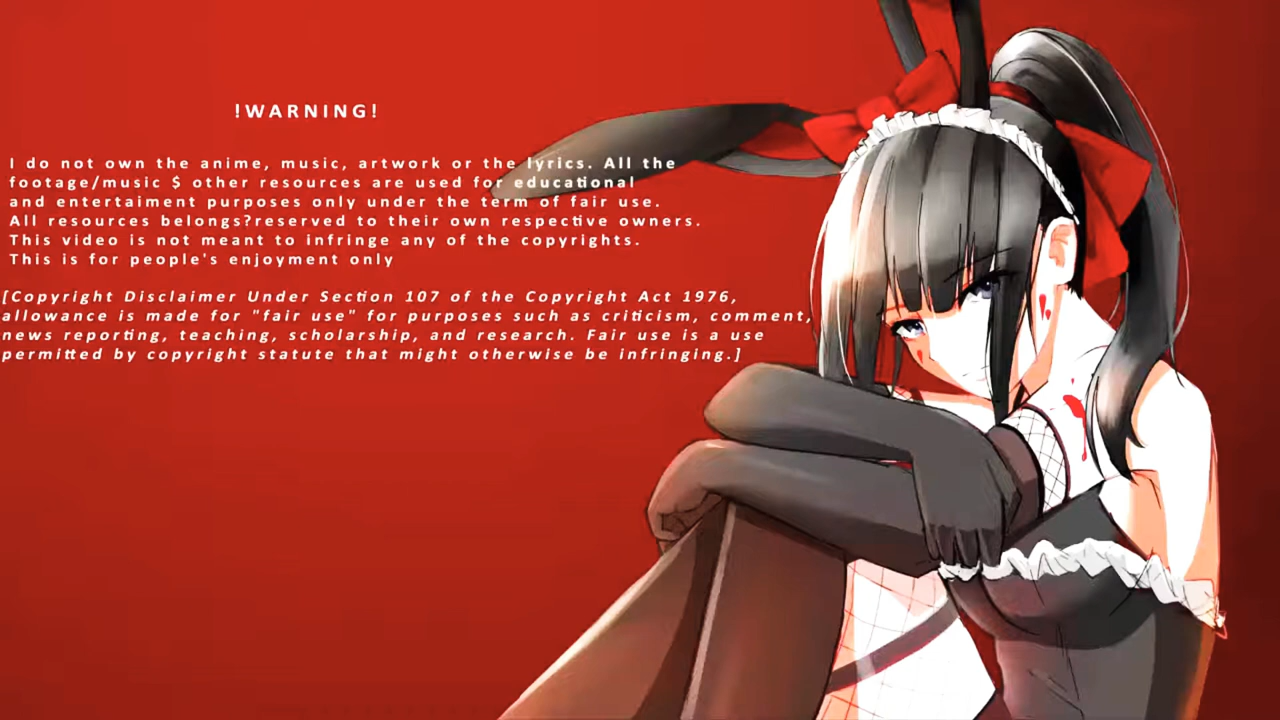 !WARNING!
I do not own the anime, music, artwork or the lyrics. All the
footage/music $ other resources are used for educational
and entertaiment purposes only under the term of fair use.
All resources belongs?reserved to their own respective owners.
This video is not meant to infringe any of the copyrights.
This is for people's enjoyment only
[Copyright Disclaimer Under Section 107 of the Copyright Act 1976,
allowance is made for "fair use" for purposes such as criticism, comment,
news reporting, teaching, scholarship, and research. Fair use is a use
permitted by copyright statute that might otherwise be infringing.]